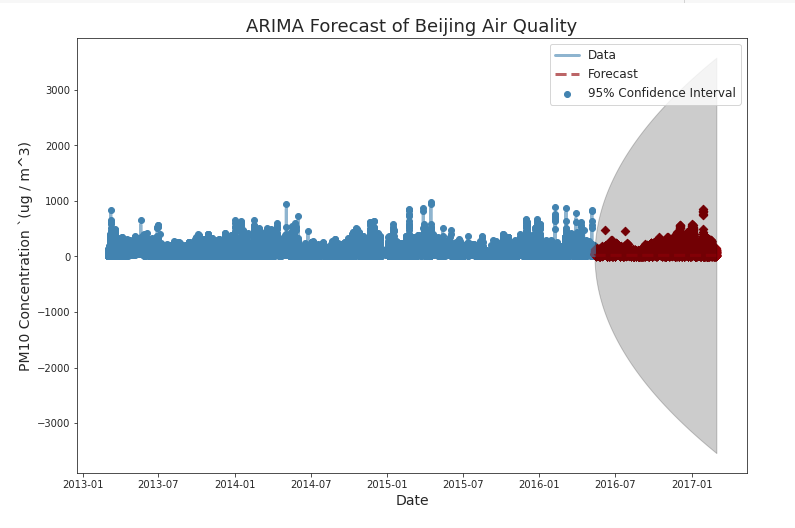 ARIMA Forecast of Beijing Air Quality
Data
Forecast
95% Confidence Interval
PM10 Concentration `(ug / m^3)
3000
2000
1000
0
−1000
−2000
−3000
2013-01 2013-07 2014-01 2014-07 2015-01 2015-07 2016-01 2016-07 2017-01
Date